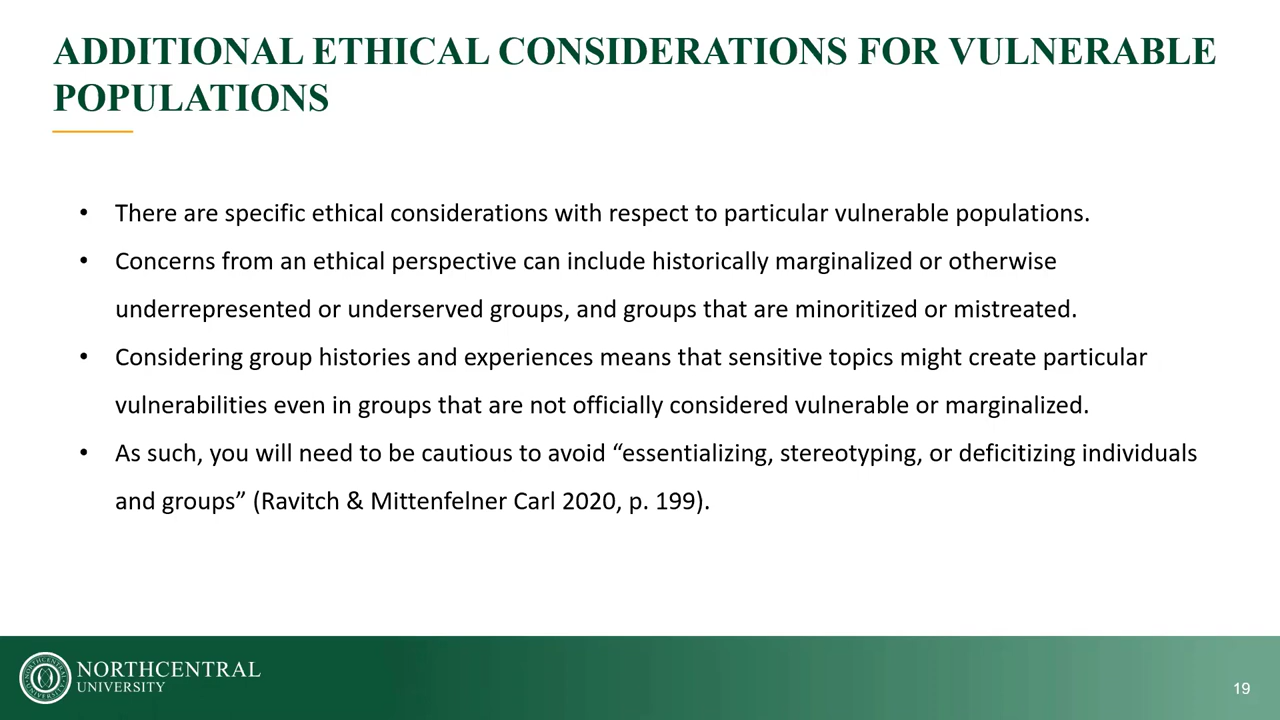 ADDITIONAL ETHICAL CONSIDERATIONS FOR VULNERABLE
POPULATIONS
• There are specific ethical considerations with respect to particular vulnerable populations.
• Concerns from an ethical perspective can include historically marginalized or otherwise
underrepresented or underserved groups, and groups that are minoritized or mistreated.
• Considering group histories and experiences means that sensitive topics might create particular
vulnerabilities even in groups that are not officially considered vulnerable or marginalized.
• As such, you will need to be cautious to avoid “essentializing, stereotyping, or deficitizing individuals
and groups” (Ravitch & Mittenfelner Carl 2020, p. 199).
NORTHCENTRAL
UNIVERSITY
19